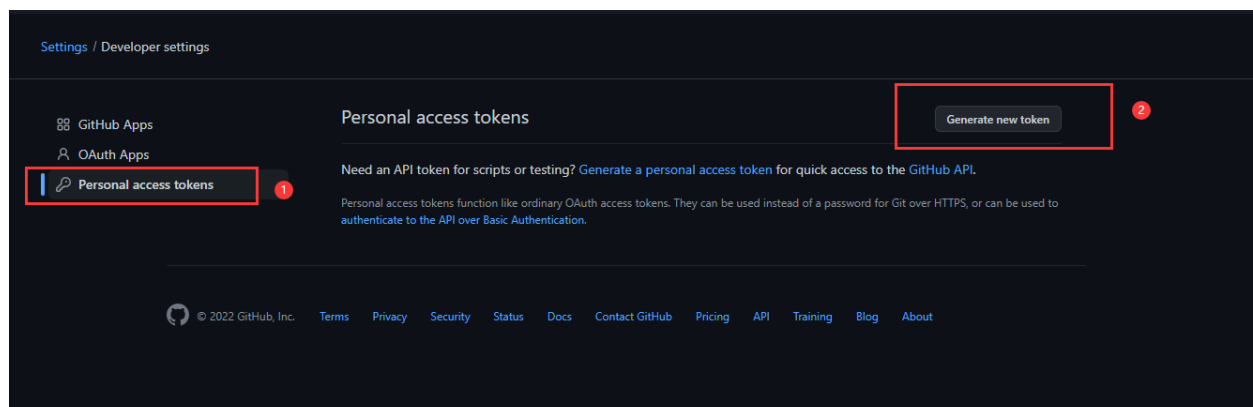 Settings / Developer settings
GitHub Apps
OAuth Apps
Personal access tokens
1
Personal access tokens
Generate new token
2
Need an API token for scripts or testing? Generate a personal access token for quick access to the GitHub API.
Personal access tokens function like ordinary OAuth access tokens. They can be used instead of a password for Git over HTTPS, or can be used to
authenticate to the API over Basic Authentication.
© 2022 GitHub, Inc. Terms Privacy Security Status Docs Contact GitHub Pricing API Training Blog About